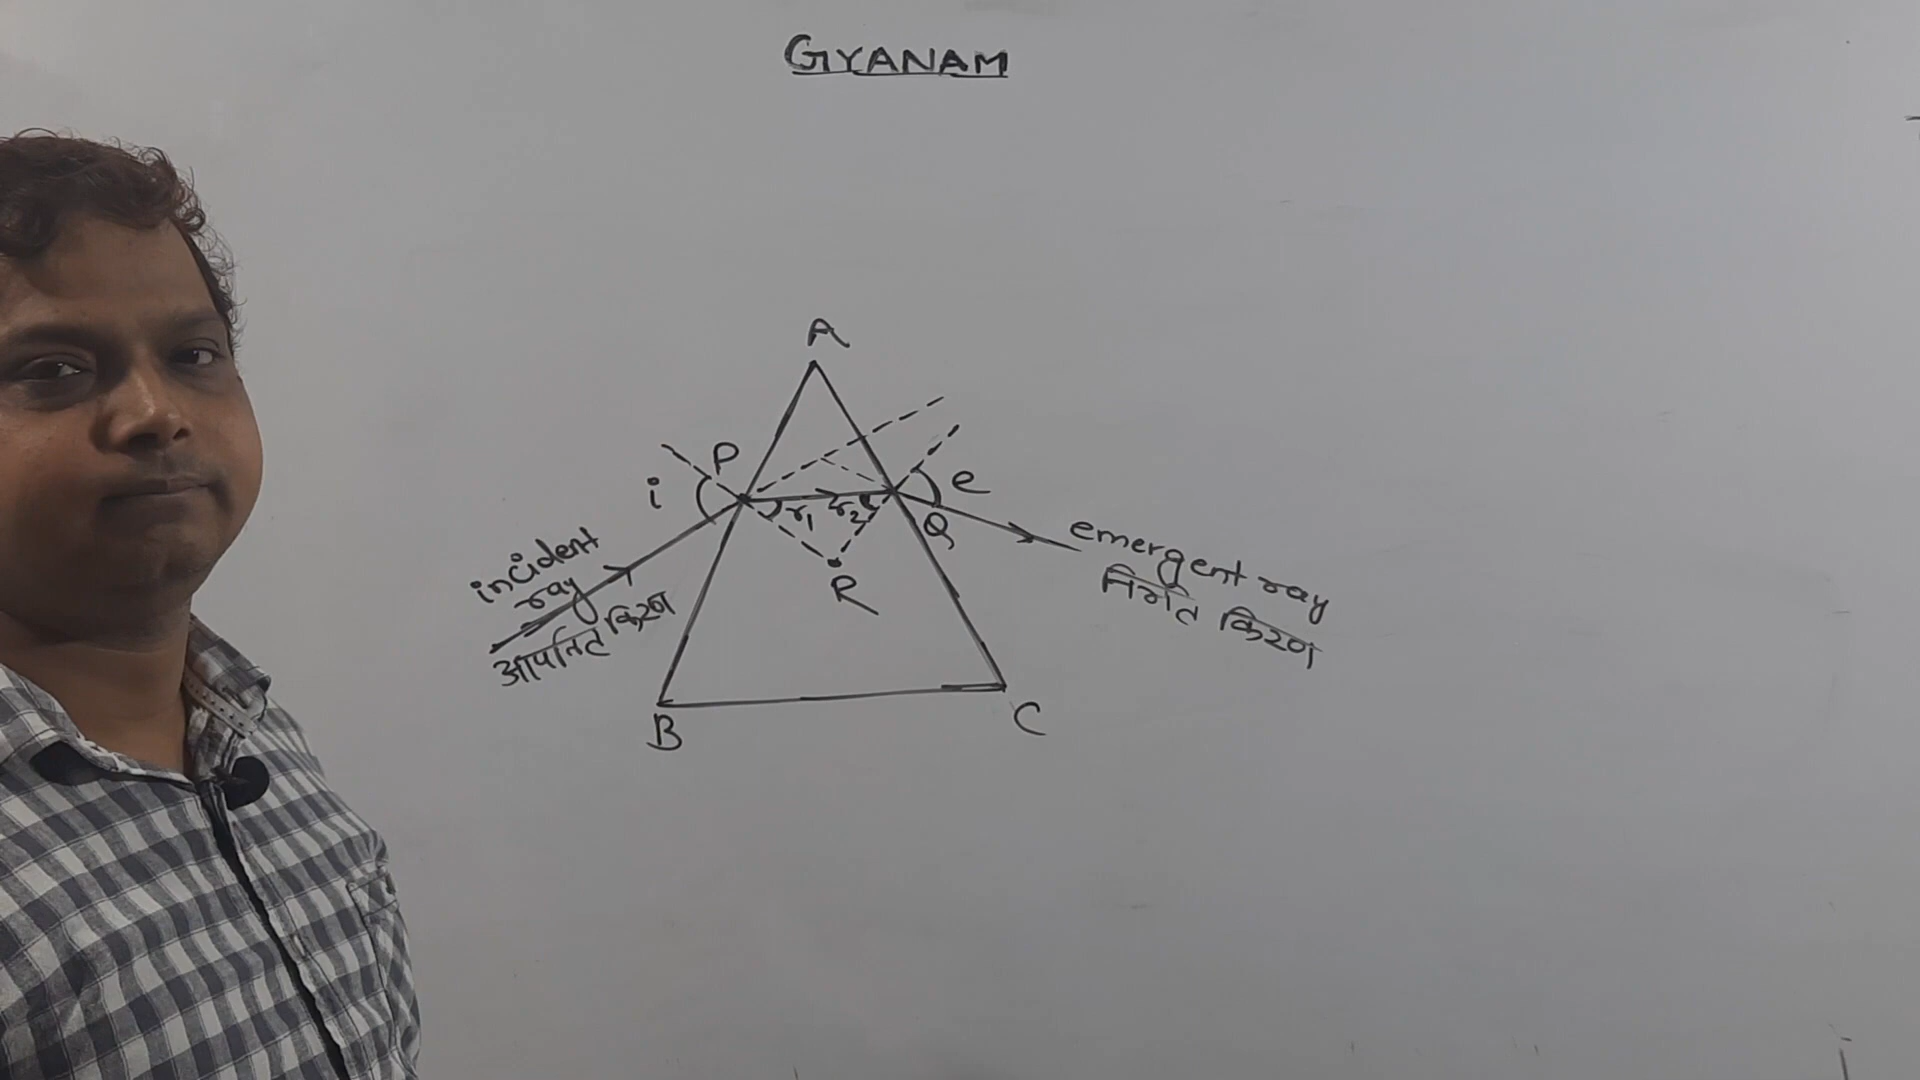 GYANAM
A
P
i
e
r1
r2
Q
R
incident
ray
आपतित किरण
emergent ray
निर्गत किरण
B
C